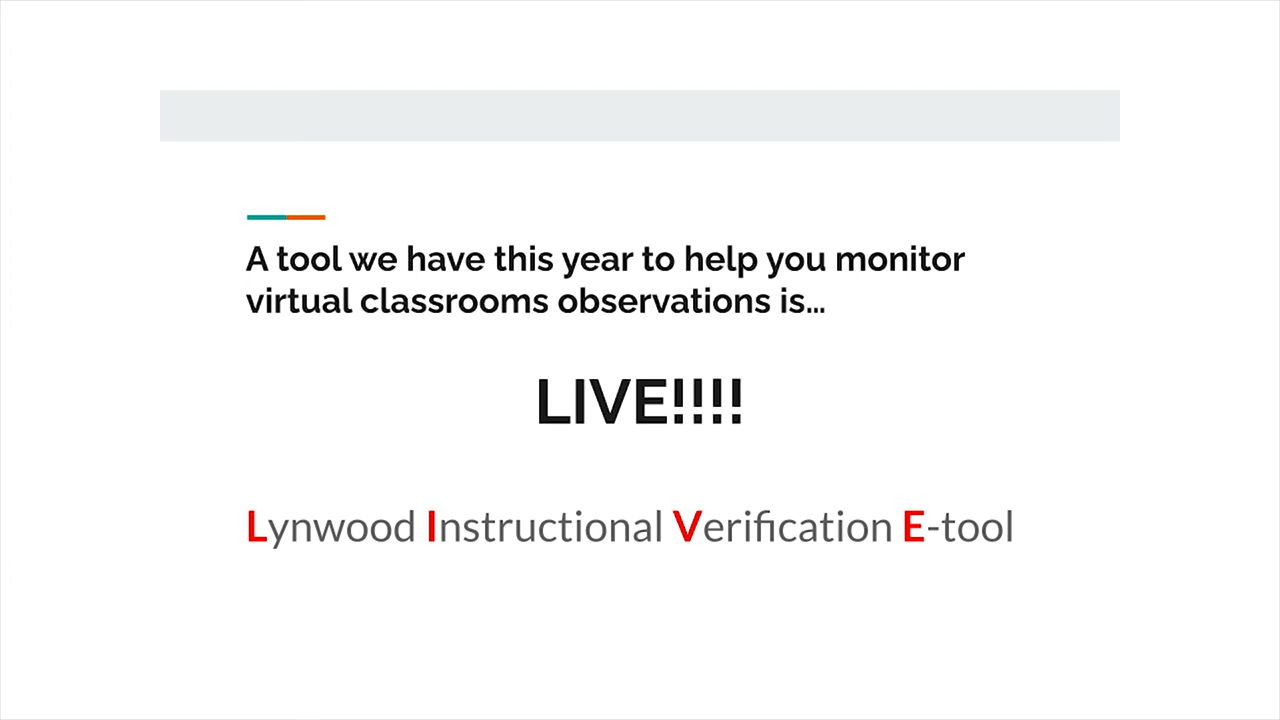 A tool we have this year to help you monitor
virtual classrooms observations is...
LIVE!!!!
Lynwood Instructional Verification E-tool